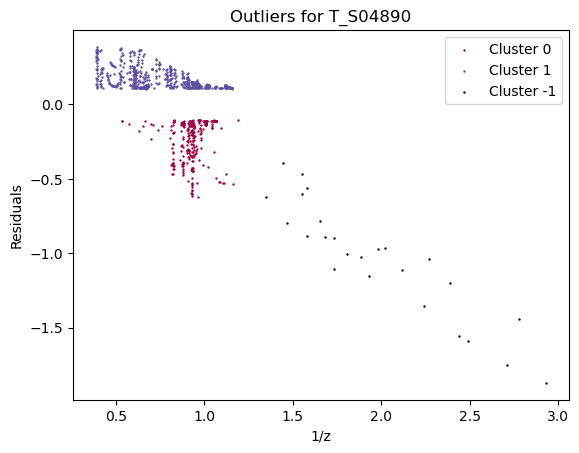 Outliers for T_S04890
Cluster 0
Cluster 1
Cluster -1
Residuals
0.0
−0.5
−1.0
−1.5
0.5
1.0
1.5
2.0
2.5
3.0
1/z